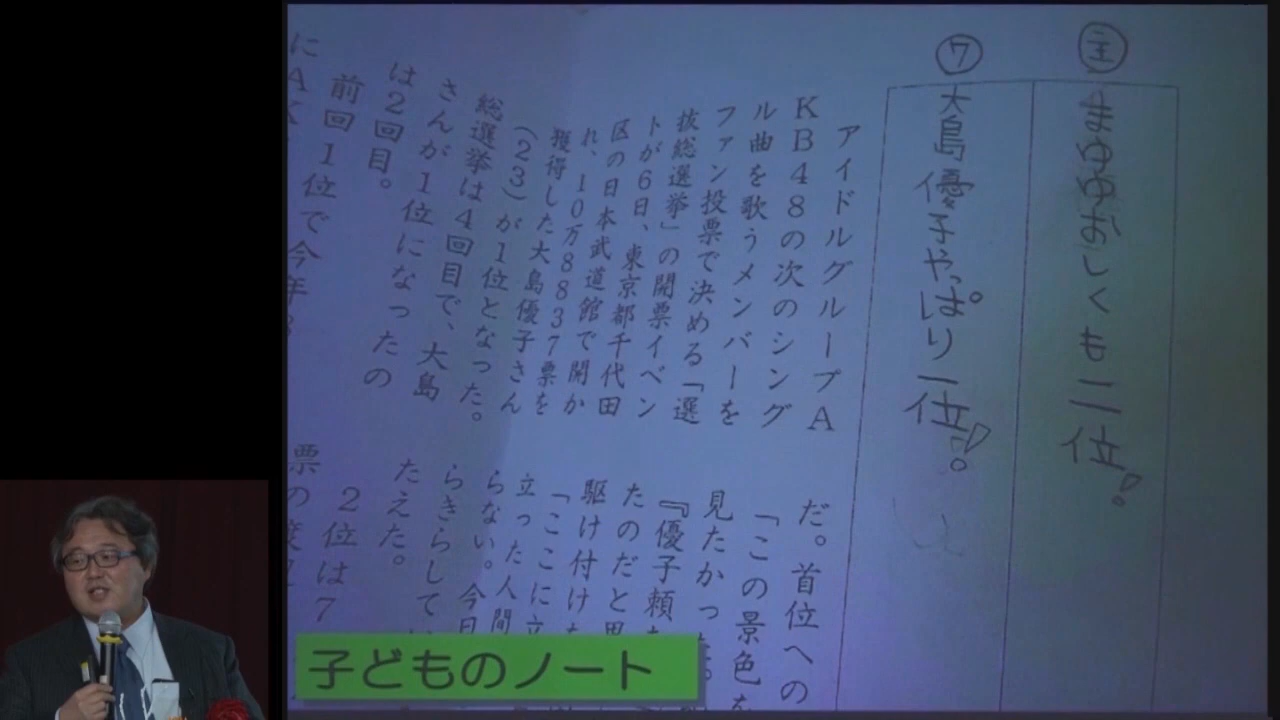 主
まゆゆおしくも二位!
ワ
大島優子やっぱり一位!
アイドルグループA
KB48の次のシング
ル曲を歌うメンバーを
ファン投票で決める「選
抜総選挙」の開票イベン
トが6日、東京都千代田
区の日本武道館で開か
れ、10万8837票を
獲得した大島優子さん
(23)が1位となった。
総選挙は4回目で、大島
さんが1位になったの
は2回目。
前回1位で今年
に
だ。首位への
「この景色を
見たかった
『優子頼
たのだと思
駆け付け
「ここに立
立った人間
らない。今日
らきらして
たえた。
2位は7
票の
子どものノート